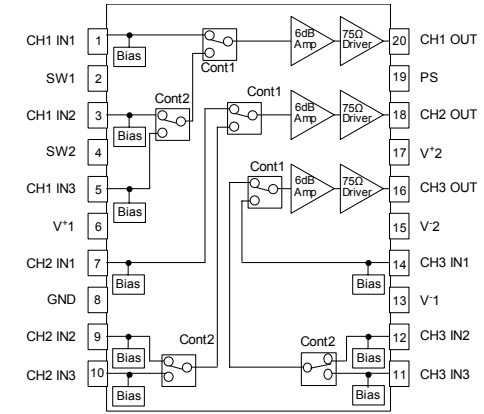 CH1 IN1 1 Bias Cont1 6dB Amp 75Ω Driver 20 CH1 OUT
SW1 2 19 PS
Cont2 Cont1
CH1 IN2 3 Bias 6dB Amp 75Ω Driver 18 CH2 OUT
SW2 4 17 V+2
Cont1
CH1 IN3 5 Bias 6dB Amp 75Ω Driver 16 CH3 OUT
V+1 6 15 V-2
CH2 IN1 7 Bias Bias 14 CH3 IN1
GND 8 13 V-1
CH2 IN2 9 Bias Cont2 Cont2 Bias 12 CH3 IN2
CH2 IN3 10 Bias Bias 11 CH3 IN3